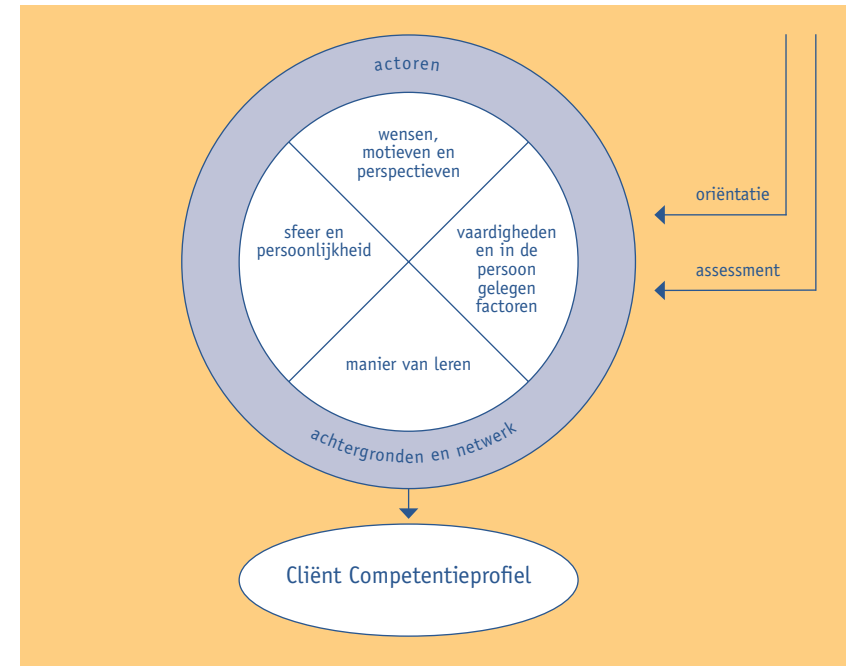 actoren
wensen,
motieven en
perspectieven
sfeer en
persoonlijkheid
vaardigheden
en in de
persoon
gelegen
factoren
manier van leren
achtergronden en netwerk
oriëntatie
assessment
Cliënt Competentieprofiel